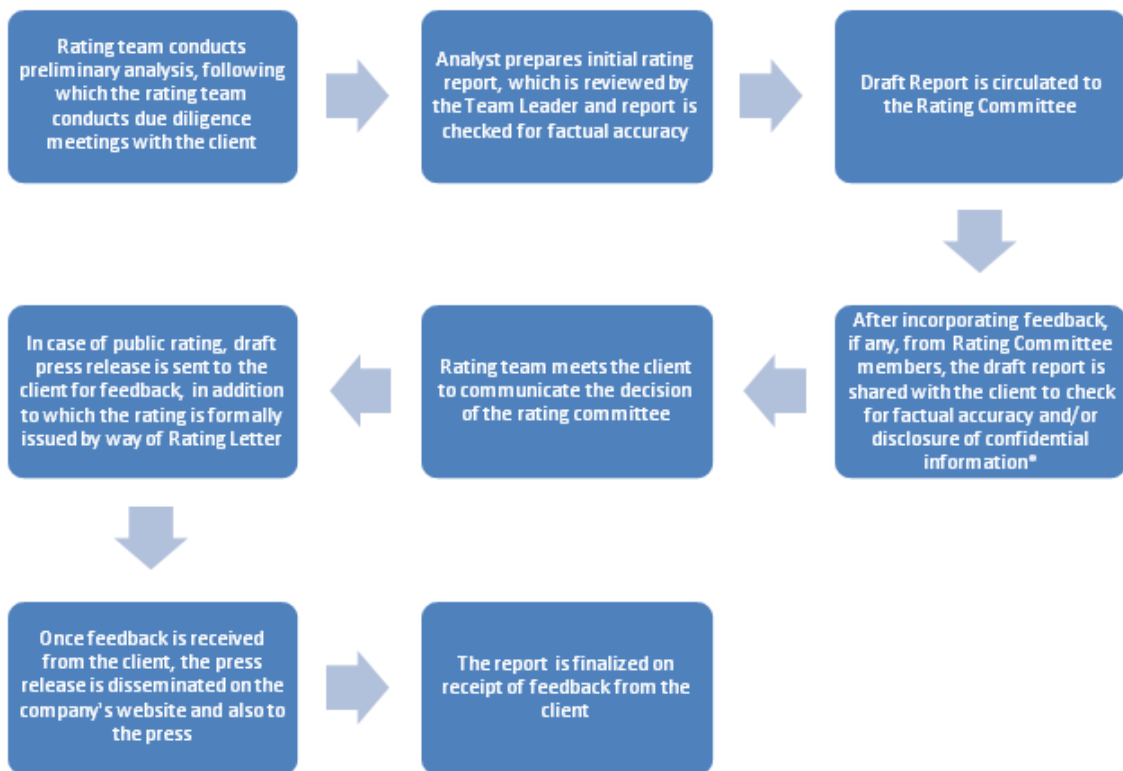 Rating team conducts
preliminary analysis, following
which the rating team
conducts due diligence
meetings with the client
Analyst prepares initial rating
report, which is reviewed by
the Team Leader and report is
checked for factual accuracy
Draft Report is circulated to
the Rating Committee
After incorporating feedback,
if any, from Rating Committee
members, the draft report is
shared with the client to check
for factual accuracy and/or
disclosure of confidential
information*
Rating team meets the client
to communicate the decision
of the rating committee
In case of public rating, draft
press release is sent to the
client for feedback, in addition
to which the rating is formally
issued by way of Rating Letter
Once feedback is received
from the client, the press
release is disseminated on the
company's website and also to
the press
The report is finalized on
receipt of feedback from the
client